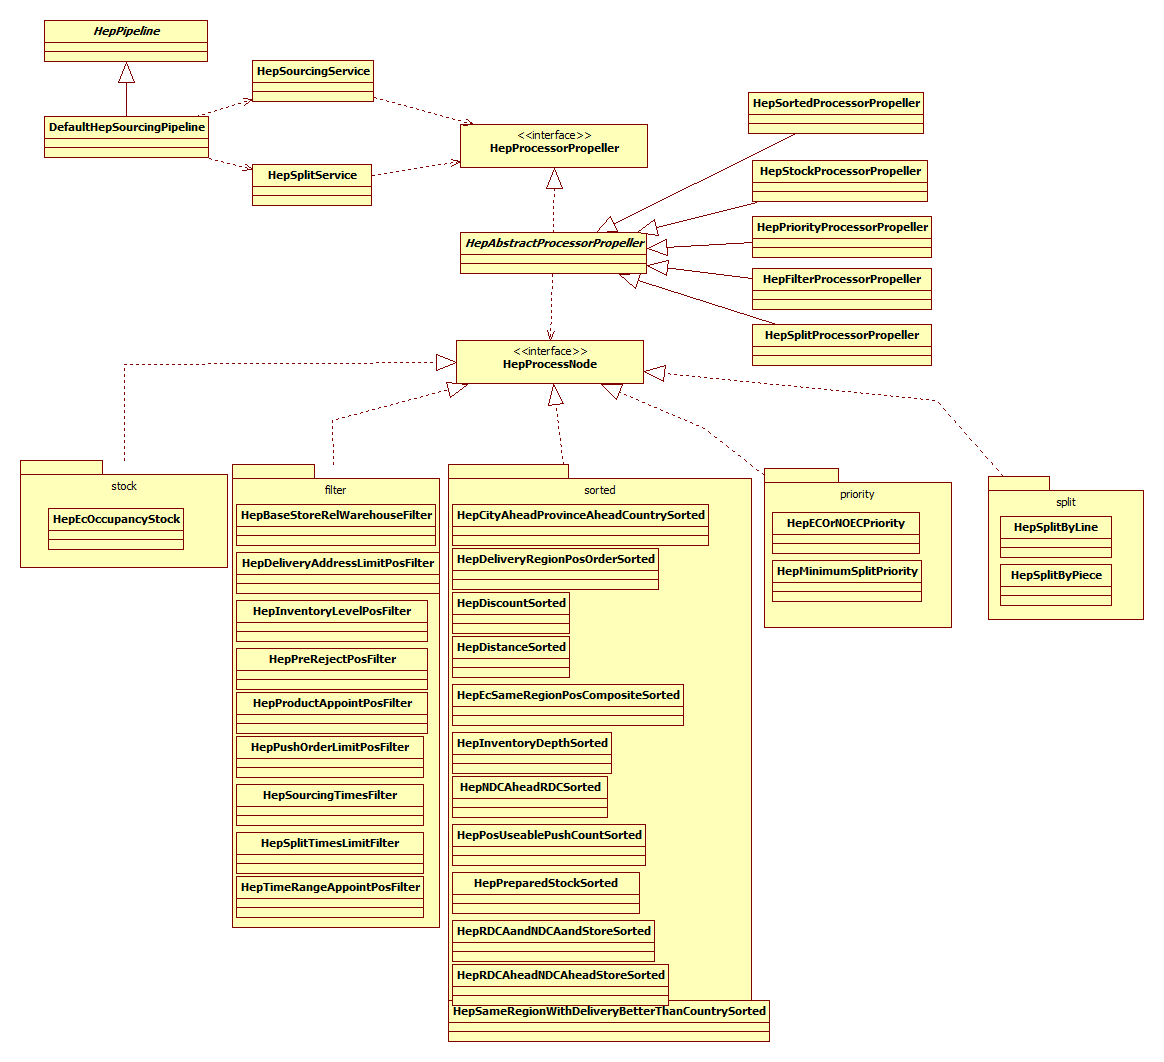 HepPipeline
DefaultHepSourcingPipeline
HepSourcingService
HepSplitService
<<interface>>
HepProcessorPropeller
HepAbstractProcessorPropeller
HepSortedProcessorPropeller
HepStockProcessorPropeller
HepPriorityProcessorPropeller
HepFilterProcessorPropeller
HepSplitProcessorPropeller
<<interface>>
HepProcessNode
stock
HepEcOccupancyStock
filter
HepBaseStoreRelWarehouseFilter
HepDeliveryAddressLimitPosFilter
HepInventoryLevelPosFilter
HepPreRejectPosFilter
HepProductAppointPosFilter
HepPushOrderLimitPosFilter
HepSourcingTimesFilter
HepSplitTimesLimitFilter
HepTimeRangeAppointPosFilter
sorted
HepCityAheadProvinceAheadCountrySorted
HepDeliveryRegionPosOrderSorted
HepDiscountSorted
HepDistanceSorted
HepEcSameRegionPosCompositeSorted
HepInventoryDepthSorted
HepNDCAheadRDCSorted
HepPosUseablePushCountSorted
HepPreparedStockSorted
HepRDCAandNDCAandStoreSorted
HepRDCAheadNDCAheadStoreSorted
HepSameRegionWithDeliveryBetterThanCountrySorted
priority
HepECOrNOECPriority
HepMinimumSplitPriority
split
HepSplitByLine
HepSplitByPiece